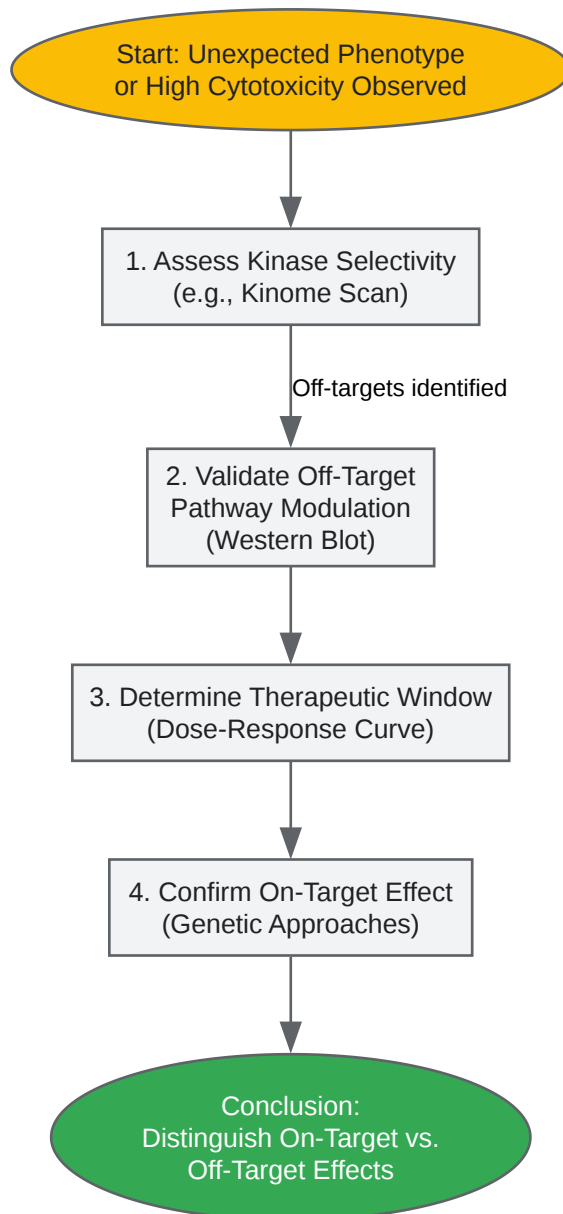 Start: Unexpected Phenotype
or High Cytotoxicity Observed
1. Assess Kinase Selectivity
(e.g., Kinome Scan)
Off-targets identified
2. Validate Off-Target
Pathway Modulation
(Western Blot)
3. Determine Therapeutic Window
(Dose-Response Curve)
4. Confirm On-Target Effect
(Genetic Approaches)
Conclusion:
Distinguish On-Target vs.
Off-Target Effects